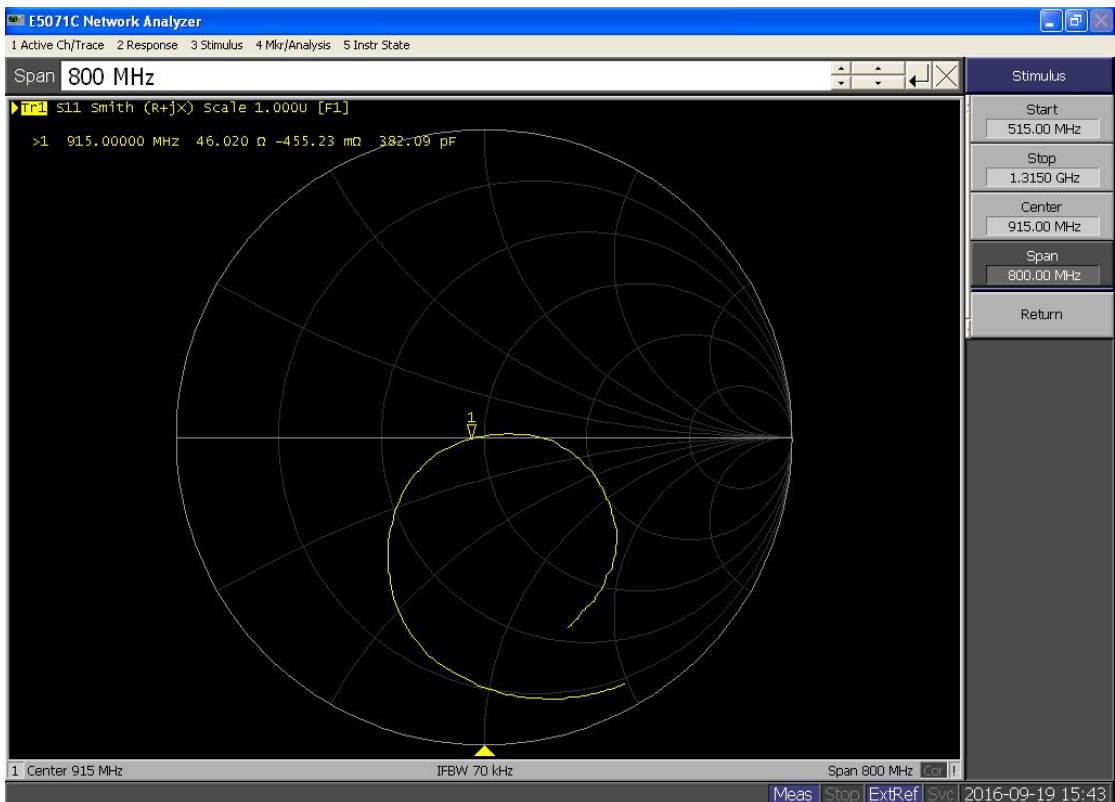 E5071C Network Analyzer
1 Active Ch/Trace 2 Response 3 Stimulus 4 Mkr/Analysis 5 Instr State
Span 800 MHz
Stimulus
Tr1 S11 Smith (R+jX) Scale 1.000U [F1]
>1 915.00000 MHz 46.020 Ω -455.23 mΩ 382.09 pF
Start
515.00 MHz
Stop
1.3150 GHz
Center
915.00 MHz
Span
800.00 MHz
Return
1
1 Center 915 MHz IFBW 70 kHz Span 800 MHz Cor !
Meas Stop ExtRef Svc 2016-09-19 15:43